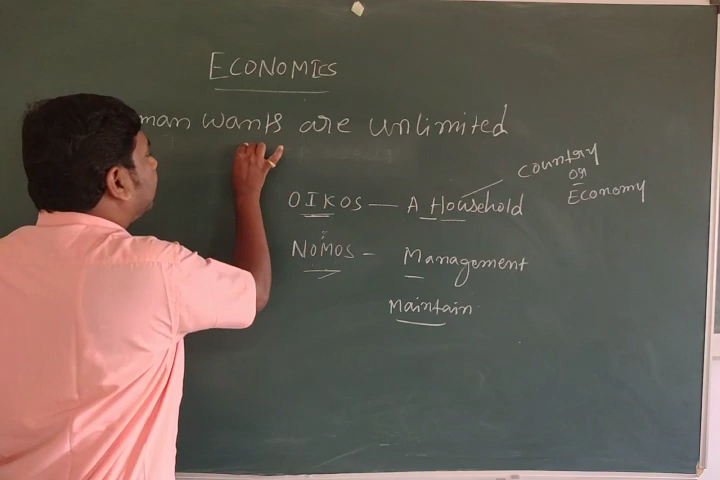 ECONOMICS
man wants are unlimited
OIKOS — A Household
country
or
Economy
NOMOS — Management
Maintain